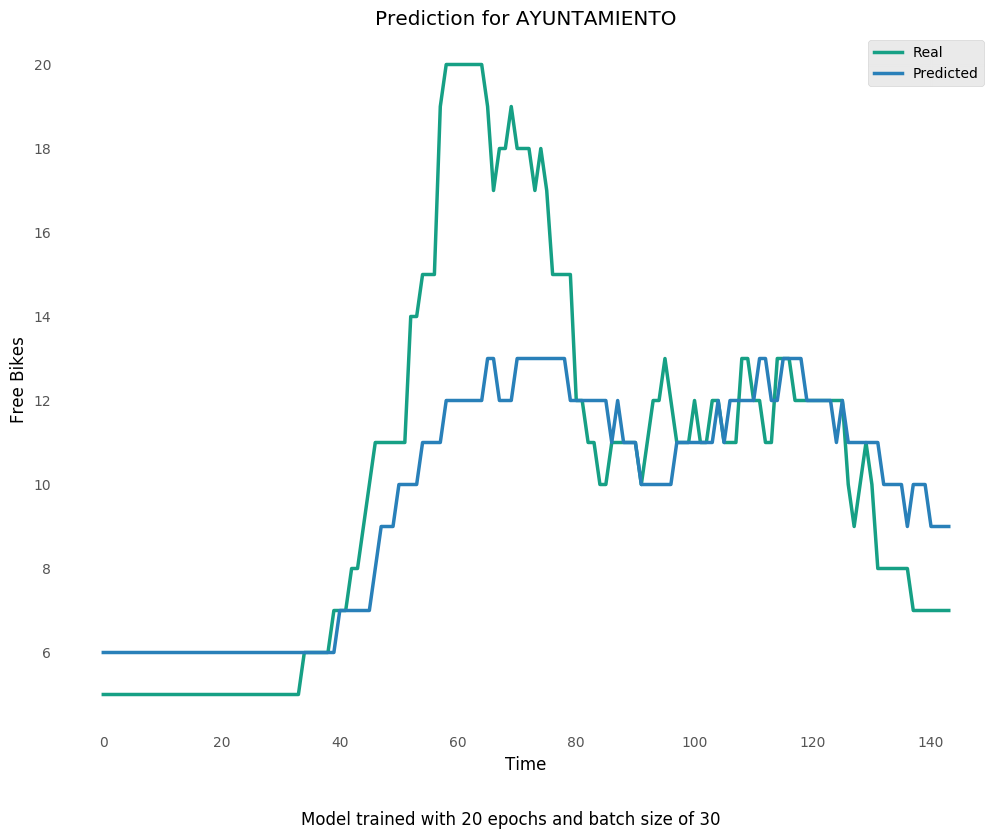 Prediction for AYUNTAMIENTO
Real
Predicted
20
18
16
14
12
10
8
6
Free Bikes
0 20 40 60 80 100 120 140
Time
Model trained with 20 epochs and batch size of 30